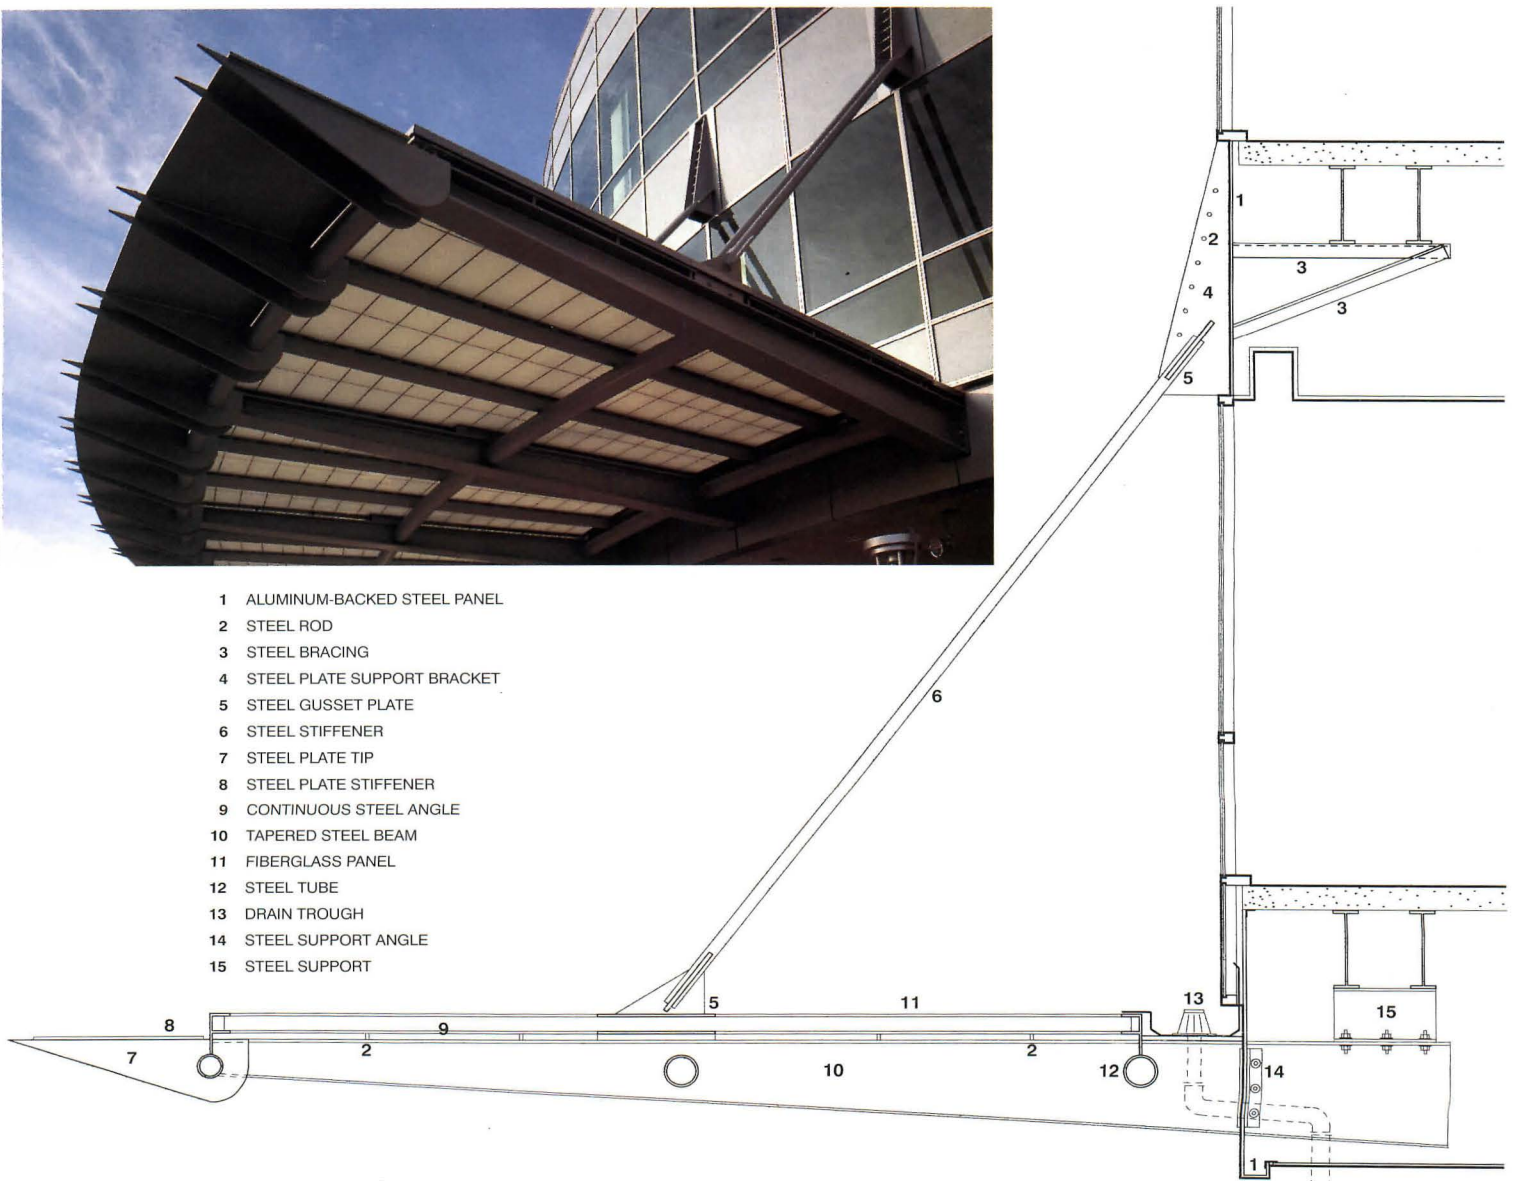 1 ALUMINUM-BACKED STEEL PANEL
2 STEEL ROD
3 STEEL BRACING
4 STEEL PLATE SUPPORT BRACKET
5 STEEL GUSSET PLATE
6 STEEL STIFFENER
7 STEEL PLATE TIP
8 STEEL PLATE STIFFENER
9 CONTINUOUS STEEL ANGLE
10 TAPERED STEEL BEAM
11 FIBERGLASS PANEL
12 STEEL TUBE
13 DRAIN TROUGH
14 STEEL SUPPORT ANGLE
15 STEEL SUPPORT
1
2
3
4
3
5
6
5
11
13
15
8
9
7
2
2
10
12
14
1